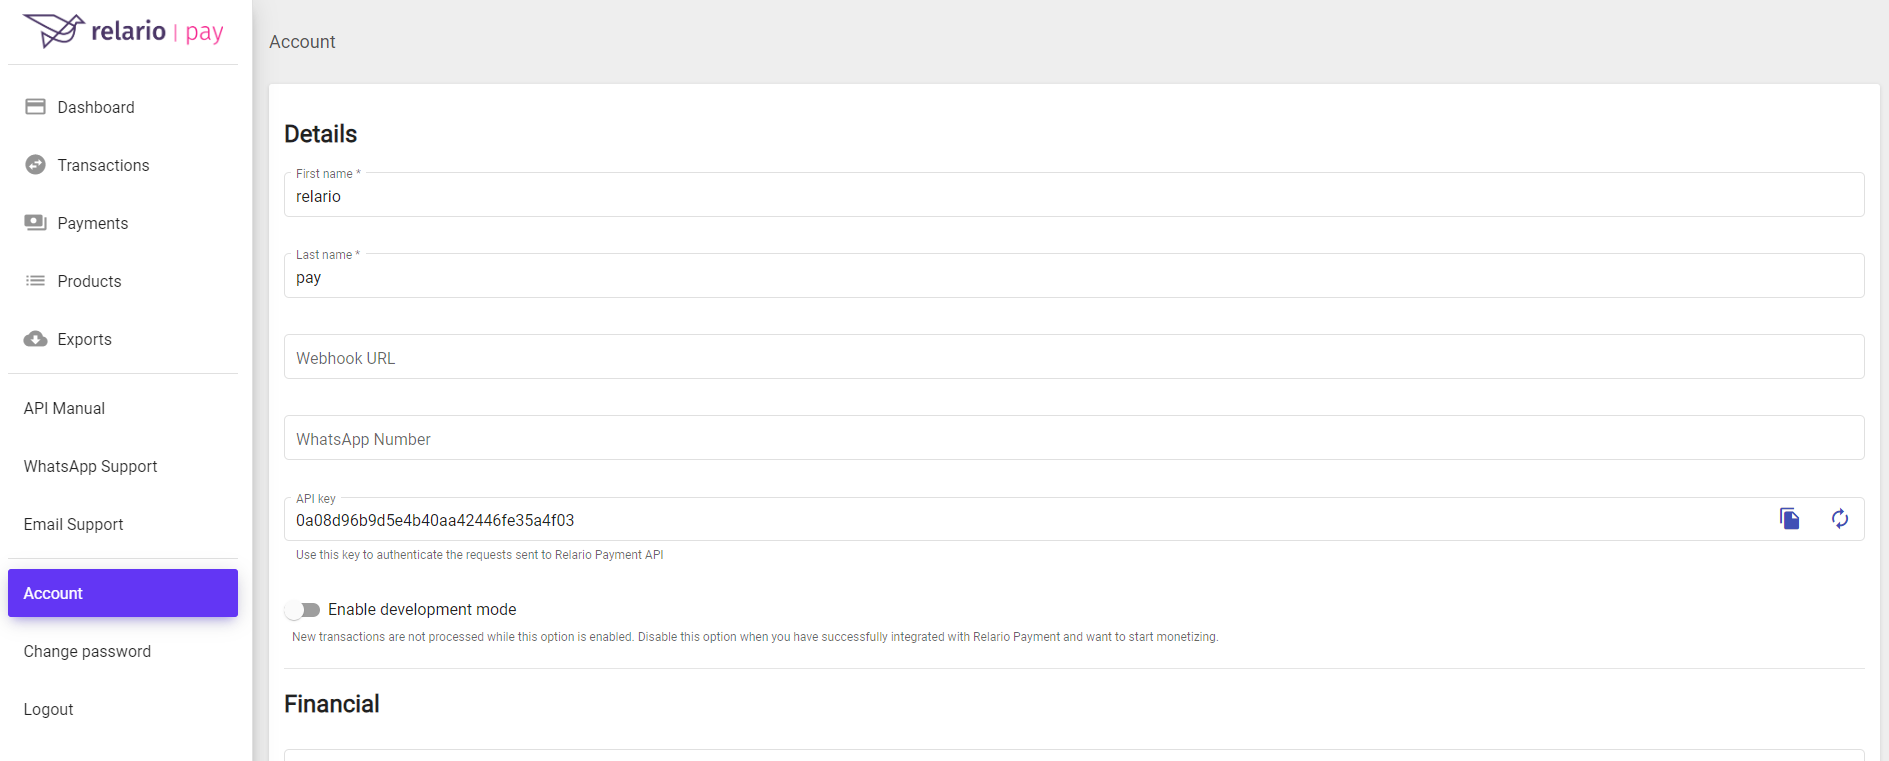 relario | pay
Dashboard
Transactions
Payments
Products
Exports
API Manual
WhatsApp Support
Email Support
Account
Change password
Logout
Account
Details
First name *
relario
Last name *
pay
Webhook URL
WhatsApp Number
API key
0a08d96b9d5e4b40aa42446fe35a4f03
Use this key to authenticate the requests sent to Relario Payment API
Enable development mode
New transactions are not processed while this option is enabled. Disable this option when you have successfully integrated with Relario Payment and want to start monetizing.
Financial